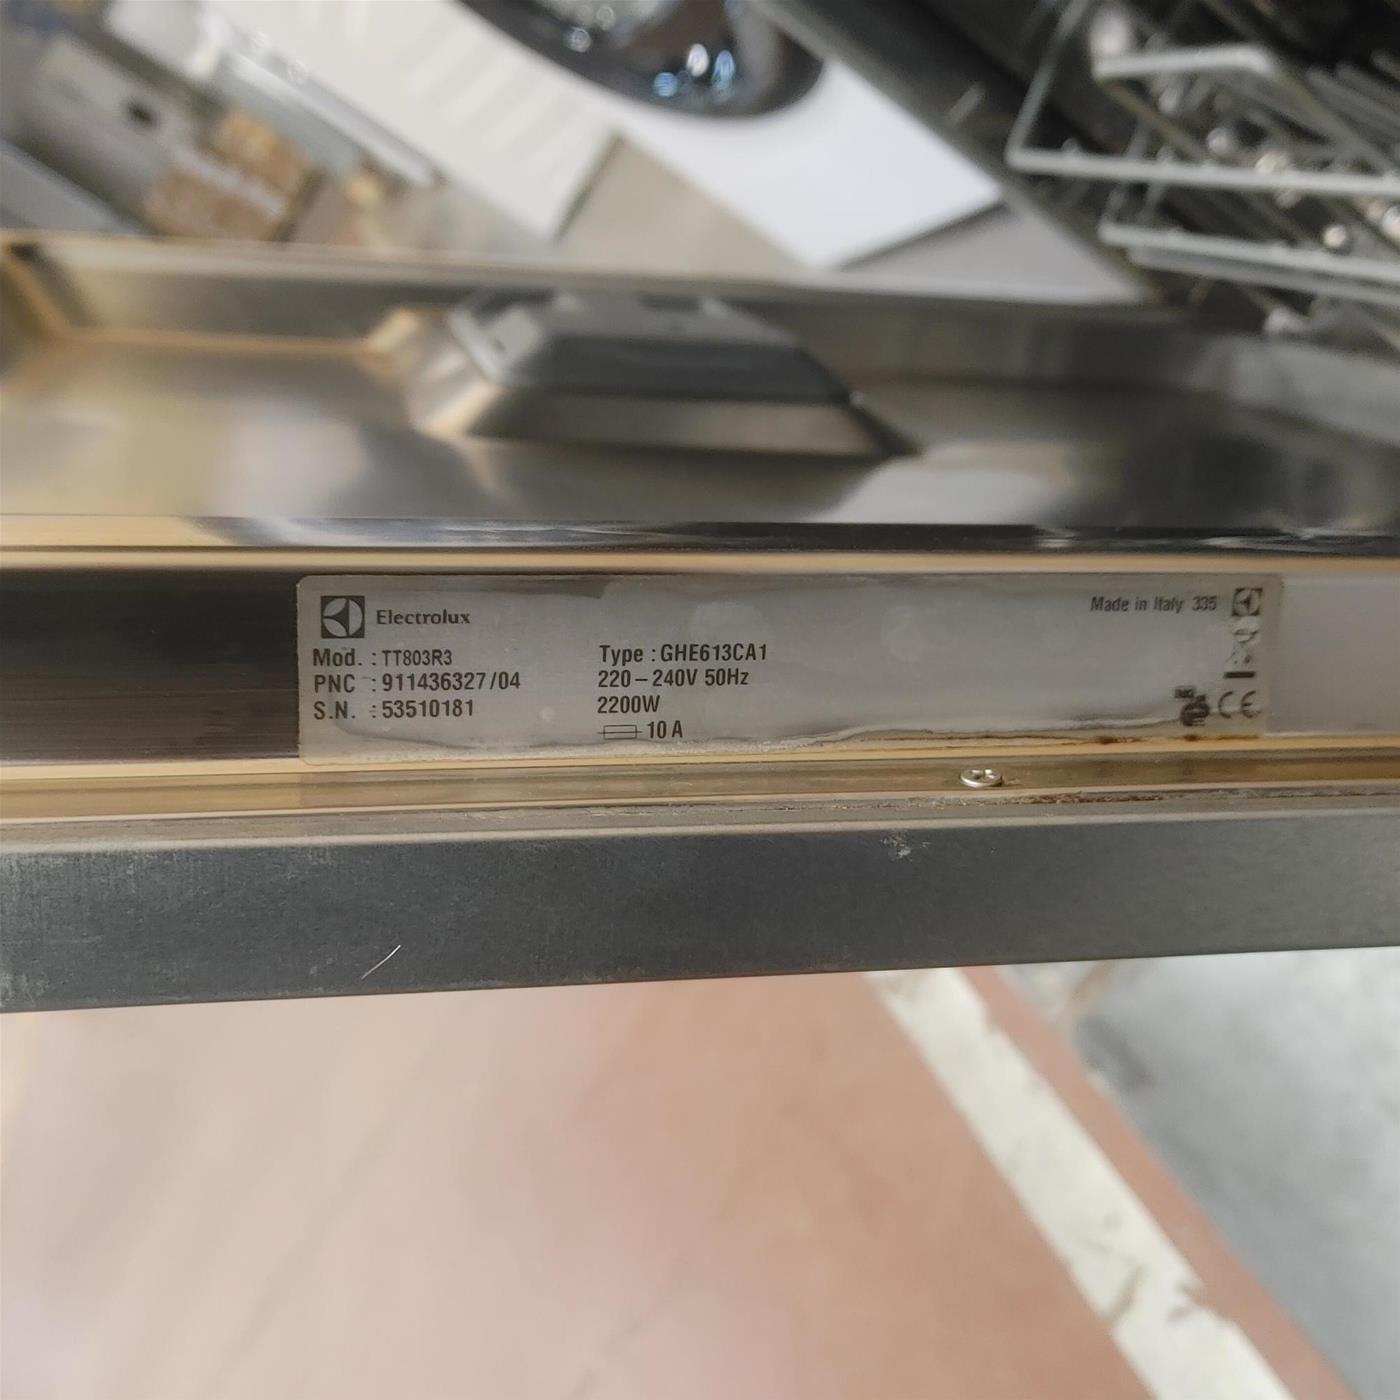 Electrolux
Made in Italy 335
Mod. : TT803R3
Type : GHE613CA1
PNC : 911436327/04
220-240V 50Hz
S.N. : 53510181
2200W
10 A
CE